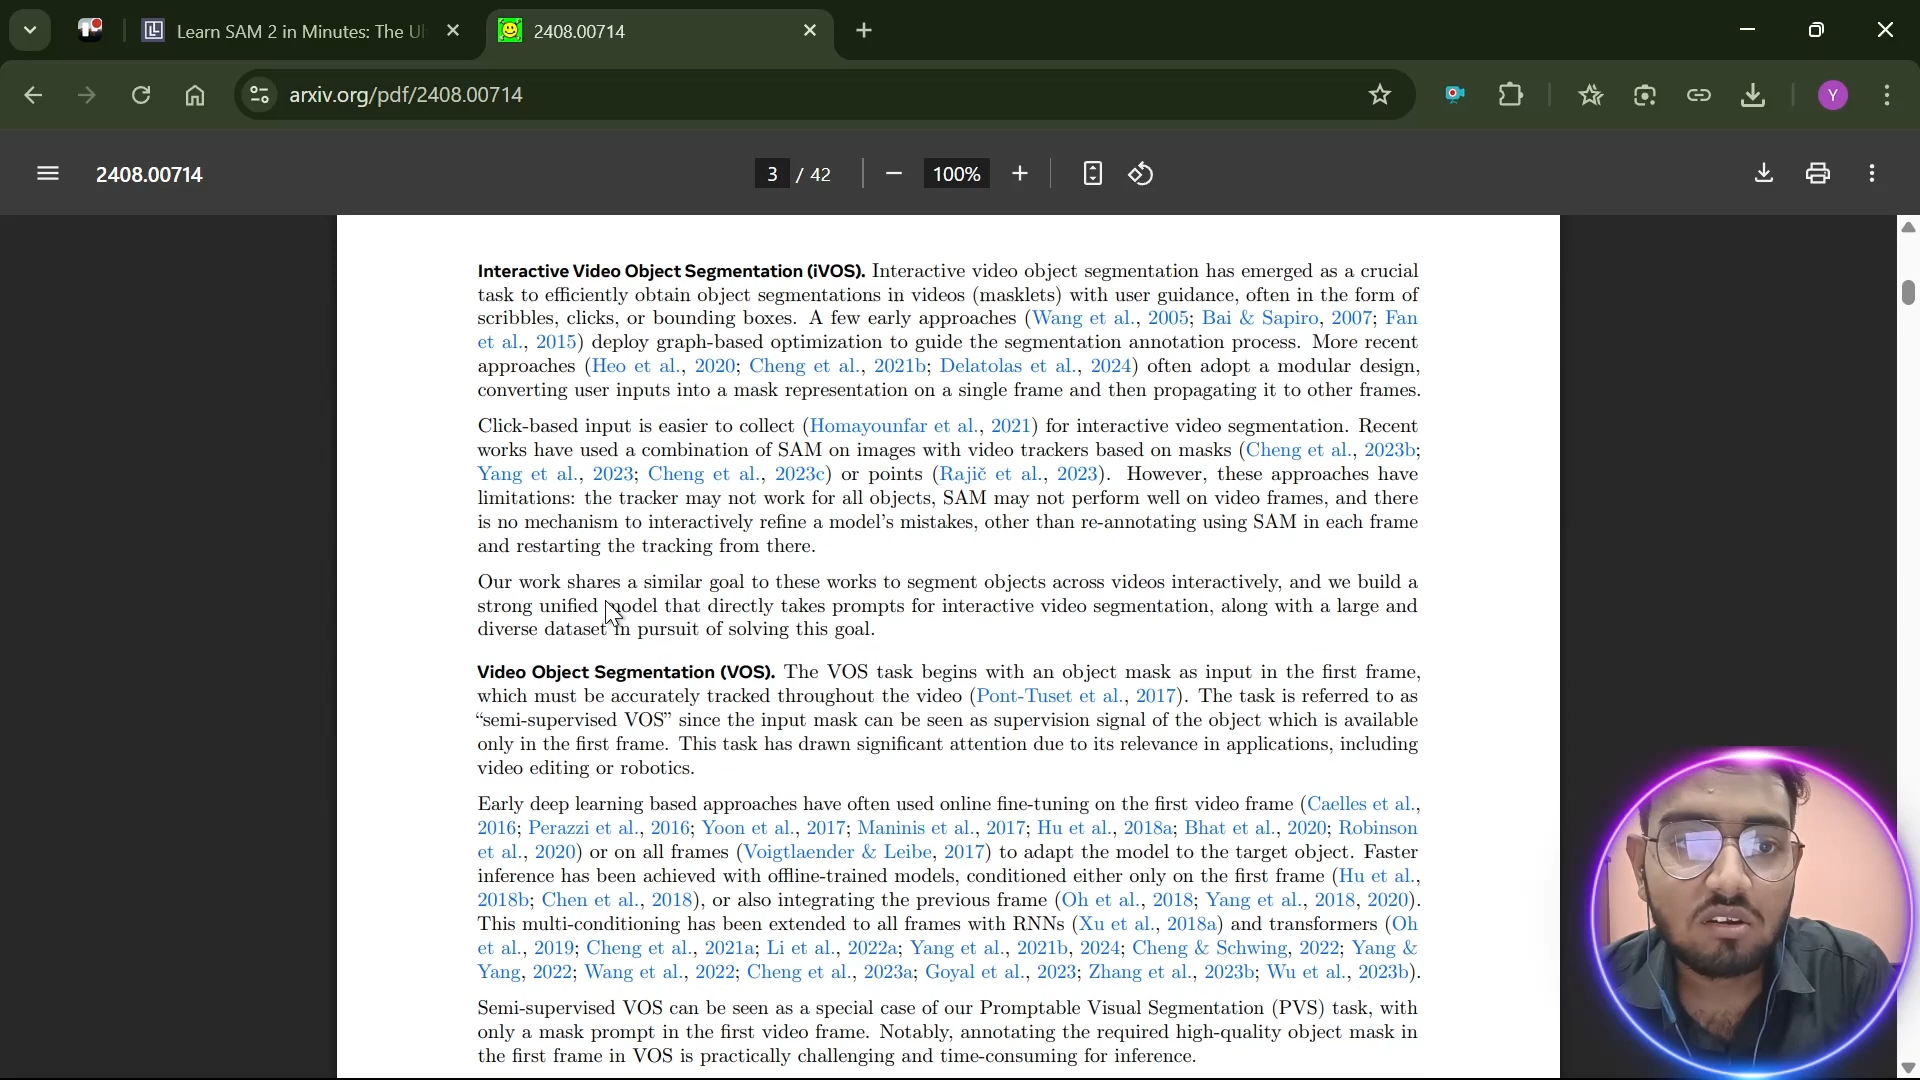 Learn SAM 2 in Minutes: The Ul
2408.00714
arxiv.org/pdf/2408.00714
Y
2408.00714
3 / 42
100%
Interactive Video Object Segmentation (iVOS). Interactive video object segmentation has emerged as a crucial
task to efficiently obtain object segmentations in videos (masklets) with user guidance, often in the form of
scribbles, clicks, or bounding boxes. A few early approaches (Wang et al., 2005; Bai & Sapiro, 2007; Fan
et al., 2015) deploy graph-based optimization to guide the segmentation annotation process. More recent
approaches (Heo et al., 2020; Cheng et al., 2021b; Delatolas et al., 2024) often adopt a modular design,
converting user inputs into a mask representation on a single frame and then propagating it to other frames.
Click-based input is easier to collect (Homayounfar et al., 2021) for interactive video segmentation. Recent
works have used a combination of SAM on images with video trackers based on masks (Cheng et al., 2023b;
Yang et al., 2023; Cheng et al., 2023c) or points (Rajič et al., 2023). However, these approaches have
limitations: the tracker may not work for all objects, SAM may not perform well on video frames, and there
is no mechanism to interactively refine a model's mistakes, other than re-annotating using SAM in each frame
and restarting the tracking from there.
Our work shares a similar goal to these works to segment objects across videos interactively, and we build a
strong unified model that directly takes prompts for interactive video segmentation, along with a large and
diverse dataset in pursuit of solving this goal.
Video Object Segmentation (VOS). The VOS task begins with an object mask as input in the first frame,
which must be accurately tracked throughout the video (Pont-Tuset et al., 2017). The task is referred to as
“semi-supervised VOS” since the input mask can be seen as supervision signal of the object which is available
only in the first frame. This task has drawn significant attention due to its relevance in applications, including
video editing or robotics.
Early deep learning based approaches have often used online fine-tuning on the first video frame (Caelles et al.,
2016; Perazzi et al., 2016; Yoon et al., 2017; Maninis et al., 2017; Hu et al., 2018a; Bhat et al., 2020; Robinson
et al., 2020) or on all frames (Voigtlaender & Leibe, 2017) to adapt the model to the target object. Faster
inference has been achieved with offline-trained models, conditioned either only on the first frame (Hu et al.,
2018b; Chen et al., 2018), or also integrating the previous frame (Oh et al., 2018; Yang et al., 2018, 2020).
This multi-conditioning has been extended to all frames with RNNs (Xu et al., 2018a) and transformers (Oh
et al., 2019; Cheng et al., 2021a; Li et al., 2022a; Yang et al., 2021b, 2024; Cheng & Schwing, 2022; Yang &
Yang, 2022; Wang et al., 2022; Cheng et al., 2023a; Goyal et al., 2023; Zhang et al., 2023b; Wu et al., 2023b).
Semi-supervised VOS can be seen as a special case of our Promptable Visual Segmentation (PVS) task, with
only a mask prompt in the first video frame. Notably, annotating the required high-quality object mask in
the first frame in VOS is practically challenging and time-consuming for inference.